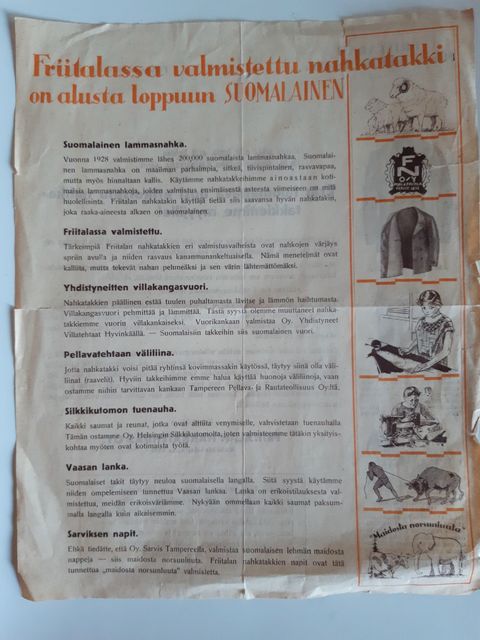 Friitalassa valmistettu nahkatakki
on alusta loppuun SUOMALAINEN
Suomalainen lammasnahka.
Vuonna 1928 valmistimme lähes 200,000 suomalaista lammasnahkaa. Suomalai-
nen lammasnahka on maailman parhaimpia, sitkeä, tiivispintainen, rasvavapaa,
mutta myös hinnaltaan kallis. Käytämme nahkatakkeihimme ainoastaan koti-
maisia lammasnahkoja, joiden valmistus ensimäisestä asteesta viimeiseen on mitä
huolellisinta. Friitalan nahkatakin käyttäjä tietää siis saavansa hyvän nahkatakin,
joka raaka-aineesta alkaen on suomalainen.
Friitalassa valmistettu.
Tärkeimpiä Friitalan nahkatakkien eri valmistusvaiheista ovat nahkojen värjäys
spriin avulla ja niiden rasvaus kananmunankeltuaisella. Nämä menetelmät ovat
kalliita, mutta tekevät nahan pehmeäksi ja sen värin lähtemättömäksi.
Yhdistyneitten villakangasvuori.
Nahkatakkien päällinen estää tuulen puhaltamasta lävitse ja lämmön haihtumasta.
Villakangasvuori pehmittää ja lämmittää. Tästä syystä olemme muuttaneet nahka-
takkiemme vuorin villakankaiseksi. Vuorikankaan valmistaa Oy. Yhdistyneet
Villatehtaat Hyvinkäällä. — Suomalaisiin takkeihin siis suomalainen vuori.
Pellavatehtaan väliliina.
Jotta nahkatakki voisi pitää ryhtinsä kovimmassakin käytössä, täytyy siinä olla väli-
liinat (raavelit). Hyviin takkeihimme emme halua käyttää huonoja väliliinoja, vaan
ostamme niihin tarvittavan kankaan Tampereen Pellava- ja Rautateollisuus Oy:ltä.
Silkkikutomon tuenauha.
Kaikki saumat ja reunat, jotka ovat alttiita venymiselle, vahvistetaan tuenauhalla
Tämän ostamme Oy. Helsingin Silkkikutomolta, joten valmisteemme tätäkin yksityis-
kohtaa myöten ovat kotimaista työtä.
Vaasan lanka.
Suomalaiset takit täytyy neuloa suomalaisella langalla. Siitä syystä käytämme
niiden ompelemiseen tunnettua Vaasan lankaa. Lanka on erikoistilauksesta val-
mistettua, meidän erikoisväriämme. Nykyään ommellaan kaikki saumat paksum-
malla langalla kuin aikaisemmin.
Sarviksen napit.
Ehkä tiedätte, että Oy. Sarvis Tampereella, valmistaa suomalaisen lehmän maidosta
nappeja — siis maidosta norsunluuta. Friitalan nahkatakkien napit ovat tätä
tunnettua „maidosta norsunluuta" valmistettu.
F N
O/Y
"Maidosta norsunluuta"